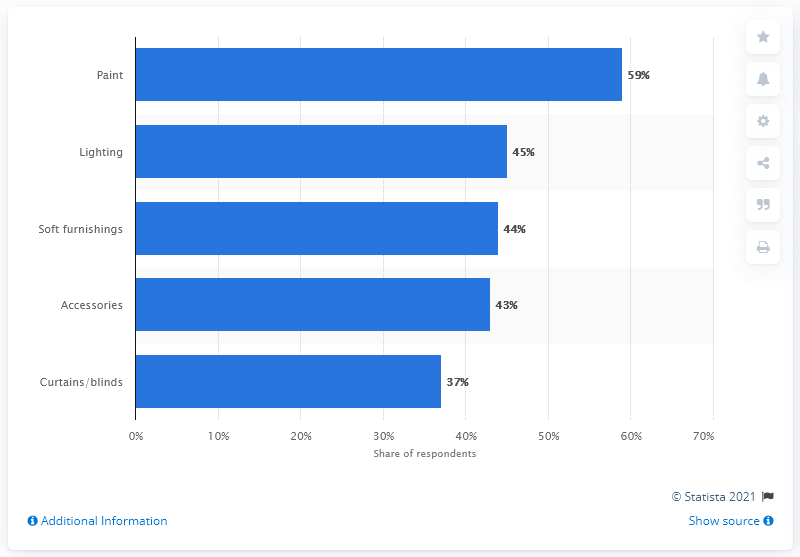 Paint
59%
Lighting
45%
Soft furnishings
44%
Accessories
43%
Curtains/blinds
37%
0% 10% 20% 30% 40% 50% 60% 70%
Share of respondents
© Statista 2021
Additional Information
Show source